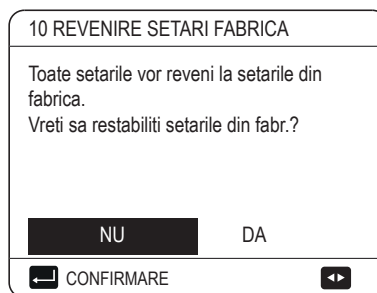 10 REVENIRE SETARI FABRICA
Toate setarile vor reveni la setarile din
fabrica.
Vreti sa restabiliti setarile din fabr.?
NU DA
CONFIRMARE